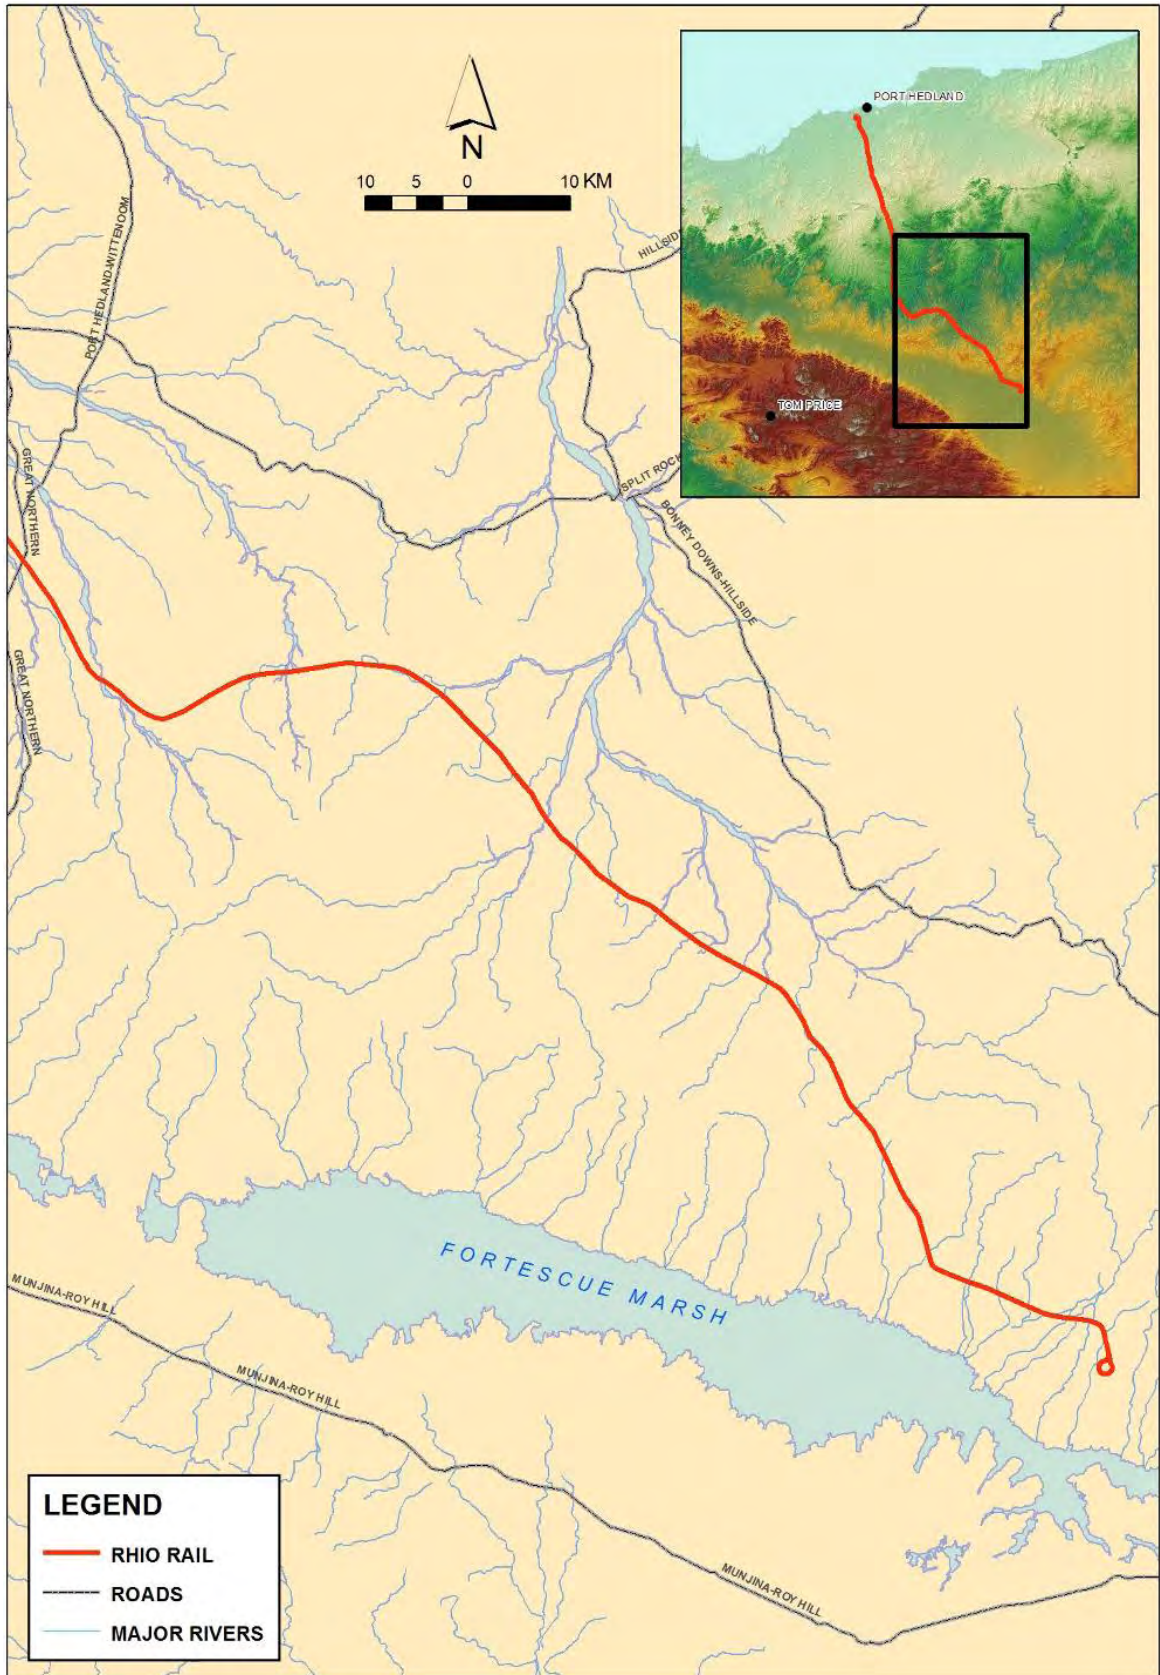 PORT HEDLAND
TOM PRICE
N
10 5 0 10 KM
PORT HEDLAND-WITTENOOM
HILLSIDE
SPLIT ROCK
BONNEY DOWNS-HILLSIDE
GREAT NORTHERN
GREAT NORTHERN
FORTESCUE MARSH
MUNJINA-ROY HILL
MUNJINA-ROY HILL
MUNJINA-ROY HILL
LEGEND
RHIO RAIL
ROADS
MAJOR RIVERS